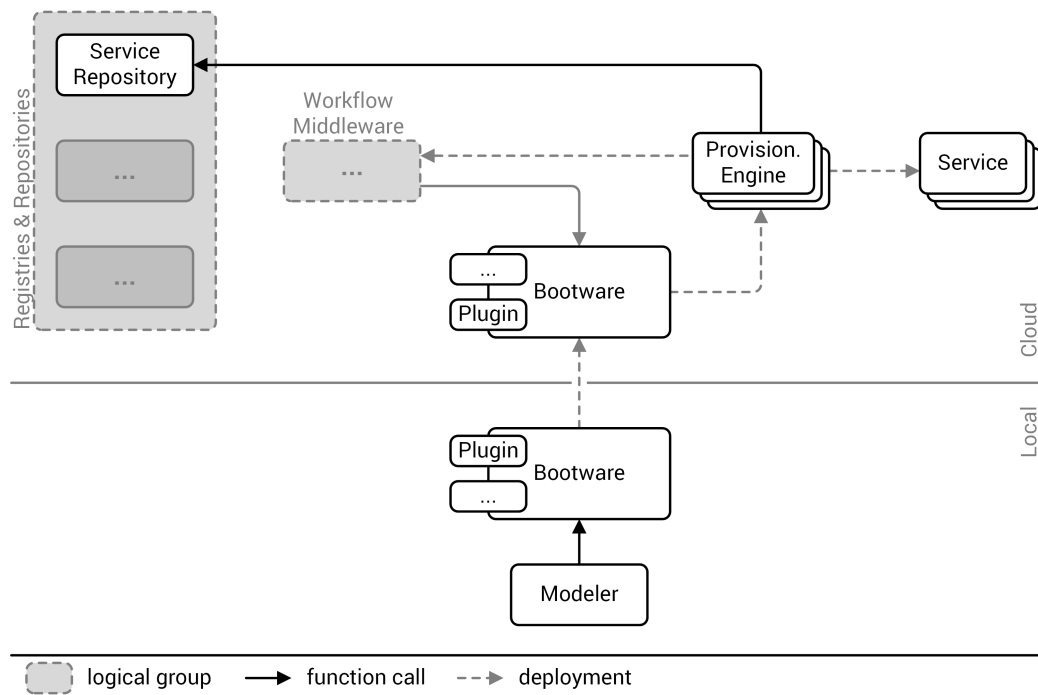 Service
Repository
Registries & Repositories
...
...
Workflow
Middleware
...
Provision.
Engine
Service
...
Bootware
Plugin
Cloud
Local
Plugin
Bootware
...
Modeler
logical group
function call
deployment